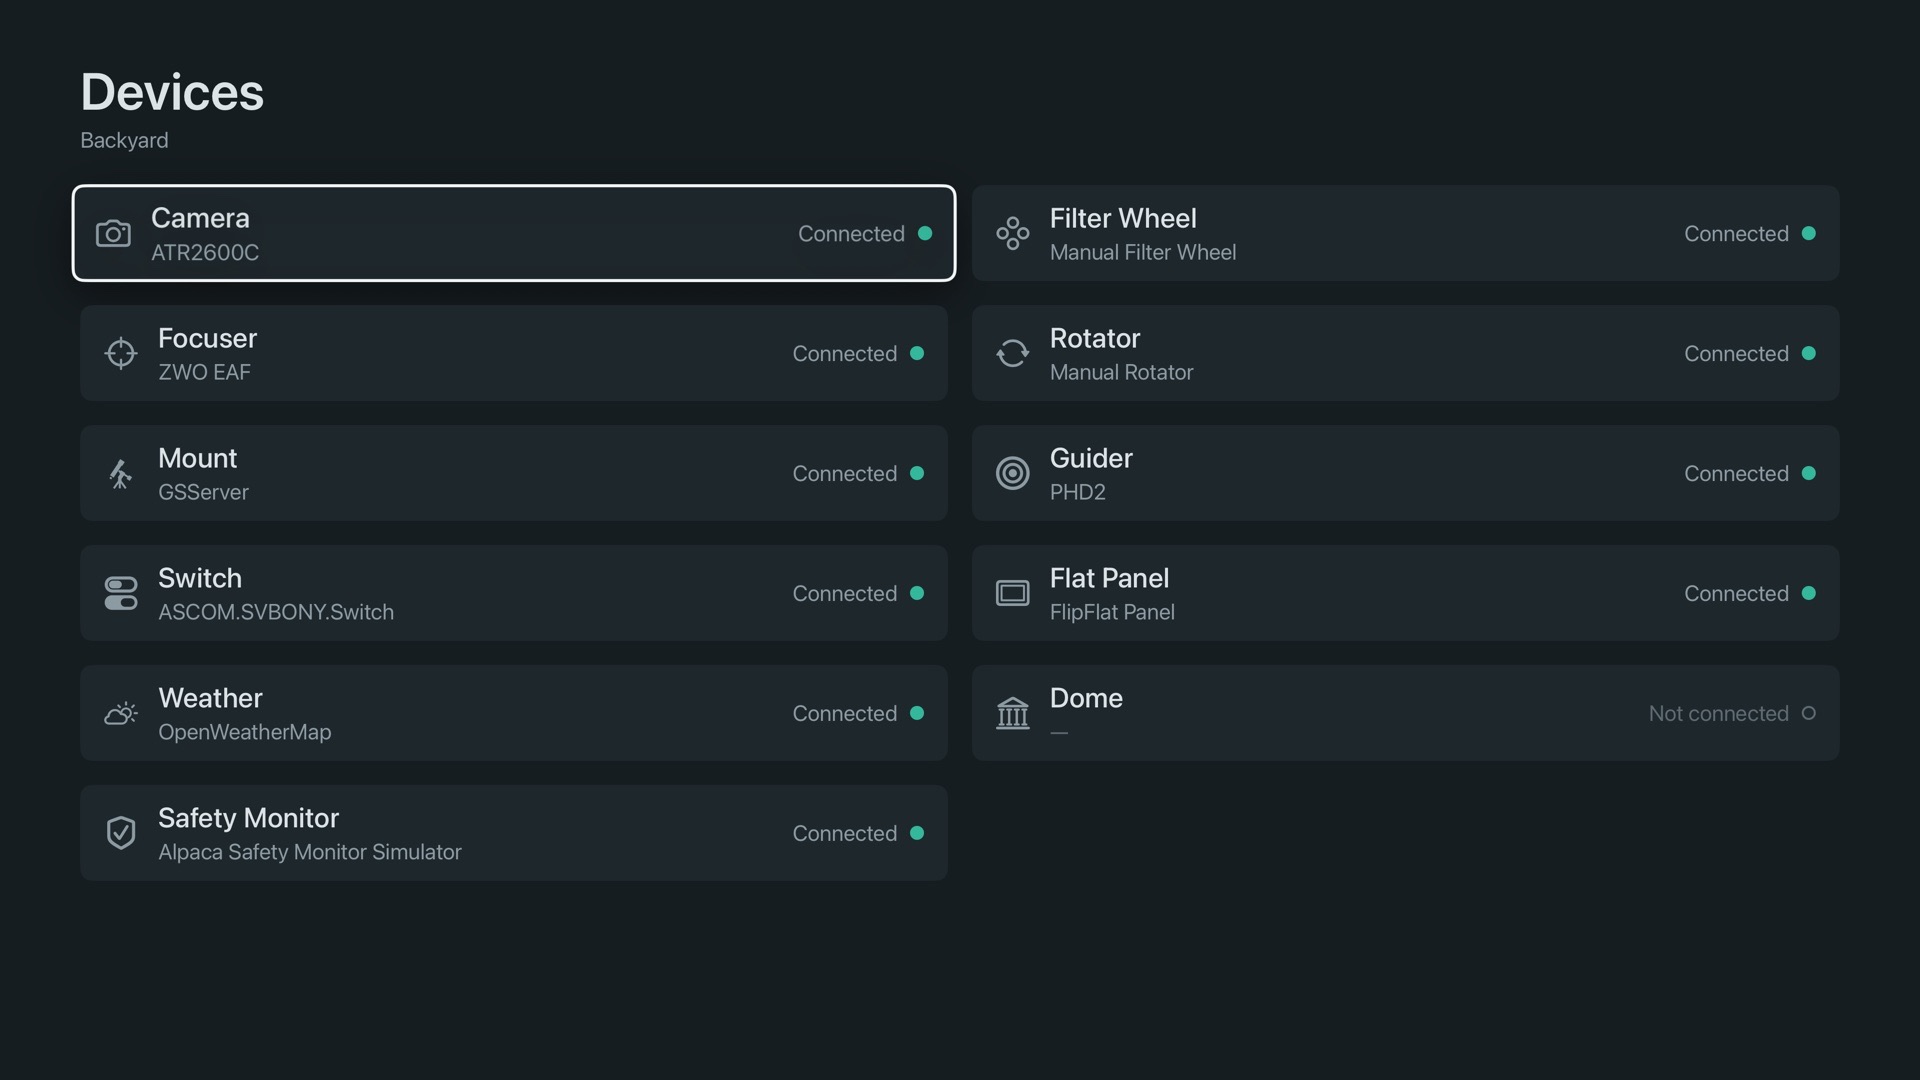 Devices
Backyard
Camera
ATR2600C
Connected
Filter Wheel
Manual Filter Wheel
Connected
Focuser
ZWO EAF
Connected
Rotator
Manual Rotator
Connected
Mount
GSServer
Connected
Guider
PHD2
Connected
Switch
ASCOM.SVBONY.Switch
Connected
Flat Panel
FlipFlat Panel
Connected
Weather
OpenWeatherMap
Connected
Dome
—
Not connected
Safety Monitor
Alpaca Safety Monitor Simulator
Connected